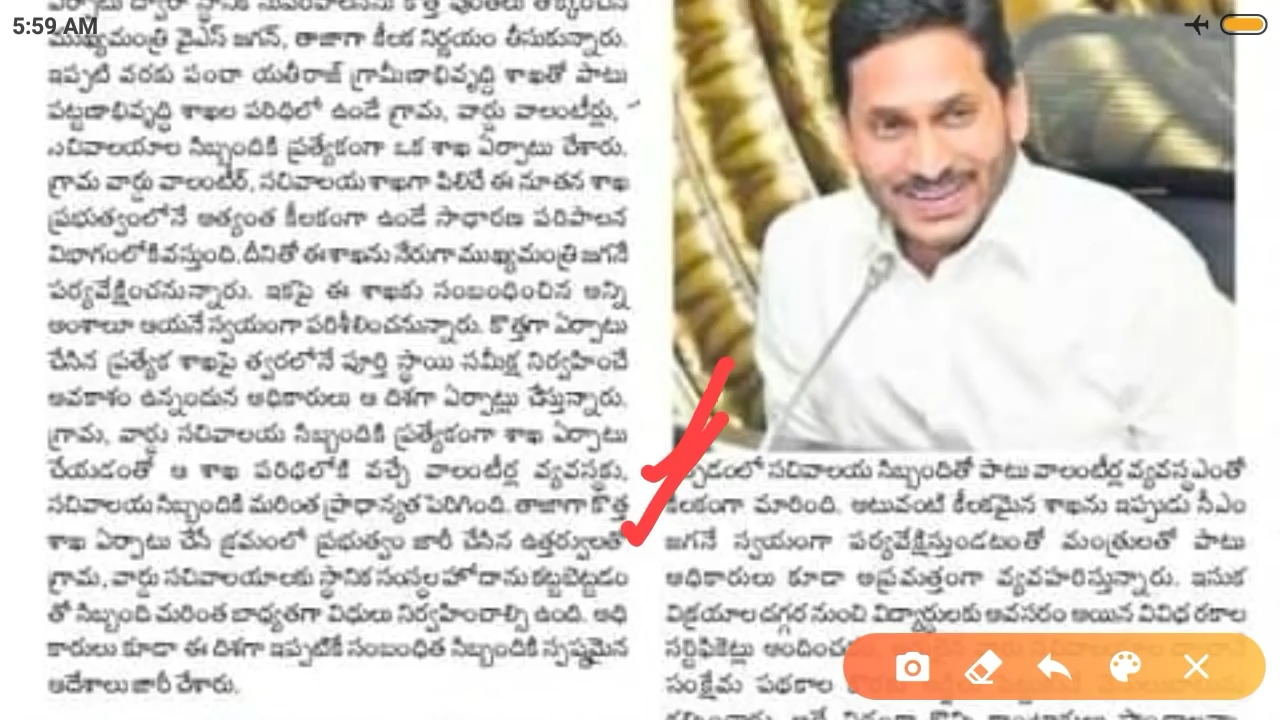 5:59 AM
ముఖ్యమంత్రి వైఎస్ జగన్, తాజాగా కీలక నిర్ణయం తీసుకున్నారు.
ఇప్పటి వరకు పంచా యతీరాజ్ గ్రామీణాభివృద్ధి శాఖతో పాటు
పట్టణాభివృద్ధి శాఖల పరిధిలో ఉండే గ్రామ, వార్డు వాలంటీర్లు,
సచివాలయాల సిబ్బందికి ప్రత్యేకంగా ఒక శాఖ ఏర్పాటు చేశారు.
గ్రామ వార్డు వాలంటీర్, సచివాలయ శాఖగా పిలిచే ఈ నూతన శాఖ
ప్రభుత్వంలోనే అత్యంత కీలకంగా ఉండే సాధారణ పరిపాలన
విభాగంలోకి వస్తుంది. దీనితో ఈ శాఖను నేరుగా ముఖ్యమంత్రి జగనే
పర్యవేక్షించనున్నారు. ఇకపై ఈ శాఖకు సంబంధించిన అన్ని
అంశాలూ ఆయనే స్వయంగా పరిశీలించనున్నారు. కొత్తగా ఏర్పాటు
చేసిన ప్రత్యేక శాఖపై త్వరలోనే పూర్తి స్థాయి సమీక్ష నిర్వహించే
అవకాశం ఉన్నందున అధికారులు ఆ దిశగా ఏర్పాట్లు చేస్తున్నారు.
గ్రామ, వార్డు సచివాలయ సిబ్బందికి ప్రత్యేకంగా శాఖ ఏర్పాటు
చేయడంతో ఆ శాఖ పరిధిలోకి వచ్చే వాలంటీర్ల వ్యవస్థకు,
సచివాలయ సిబ్బందికి మరింత ప్రాధాన్యత పెరిగింది. తాజాగా కొత్త
శాఖ ఏర్పాటు చేసే క్రమంలో ప్రభుత్వం జారీ చేసిన ఉత్తర్వులతో
గ్రామ, వార్డు సచివాలయాలకు స్థానిక సంస్థల హోదాను కట్టబెట్టడం
తో సిబ్బంది మరింత బాధ్యతగా విధులు నిర్వహించాల్సి ఉంది. అధి
కారులు కూడా ఈ దిశగా ఇప్పటికే సంబంధిత సిబ్బందికి స్పష్టమైన
ఆదేశాలు జారీ చేశారు.
సచివాలయ సిబ్బందితో పాటు వాలంటీర్ల వ్యవస్థ ఎంతో
కీలకంగా మారింది. అటువంటి కీలకమైన శాఖను ఇప్పుడు సీఎం
జగనే స్వయంగా పర్యవేక్షిస్తుండటంతో మంత్రులతో పాటు
అధికారులు కూడా అప్రమత్తంగా వ్యవహరిస్తున్నారు. ఇసుక
విక్రయాల దగ్గర నుంచి విద్యార్థులకు అవసరం అయిన వివిధ రకాల
సర్టిఫికెట్లు
సంక్షేమ పథకాల